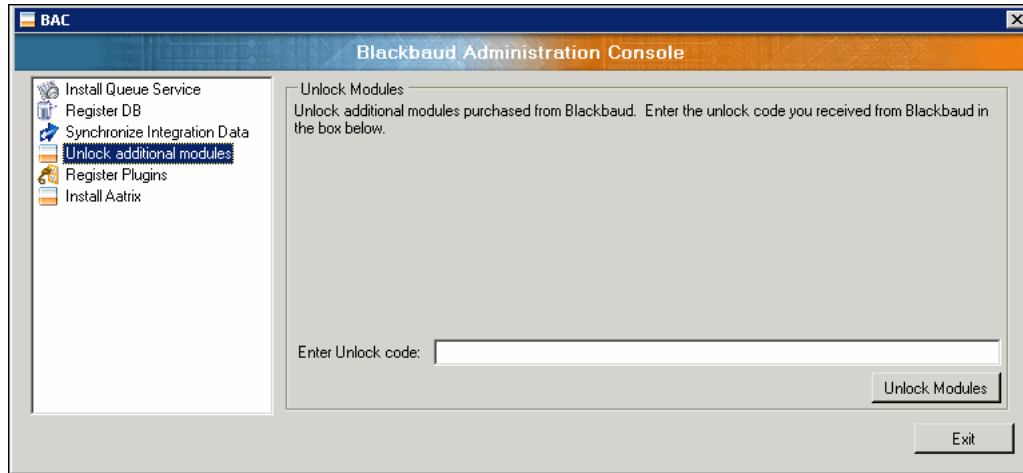 BAC
Blackbaud Administration Console
Install Queue Service
Register DB
Synchronize Integration Data
Unlock additional modules
Register Plugins
Install Aatrix
Unlock Modules
Unlock additional modules purchased from Blackbaud. Enter the unlock code you received from Blackbaud in
the box below.
Enter Unlock code:
Unlock Modules
Exit